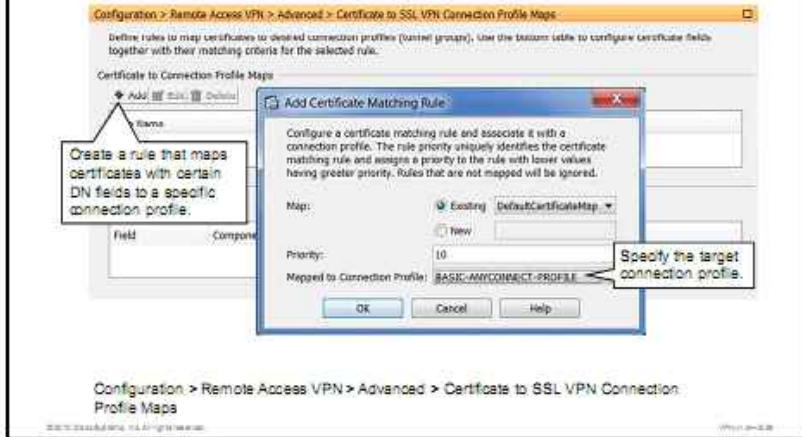 Configuration > Remote Access VPN > Advanced > Certificate to SSL VPN Connection Profile Maps
Define rules to map certificates to desired connection profiles (tunnel groups). Use the bottom table to configure certificate fields
together with their matching criteria for the selected rule.
Certificate to Connection Profile Maps
Add Edit Delete
Name
Create a rule that maps
certificates with certain
DN fields to a specific
connection profile.
Field Compone
Add Certificate Matching Rule
Configure a certificate matching rule and associate it with a
connection profile. The rule priority uniquely identifies the certificate
matching rule and assigns a priority to the rule with lower values
having greater priority. Rules that are not mapped will be ignored.
Map: Existing DefaultCertificateMap
New
Priority: 10
Mapped to Connection Profile: BASIC-ANYCONNECT-PROFILE
Specify the target
connection profile.
OK Cancel Help
Configuration > Remote Access VPN > Advanced > Certificate to SSL VPN Connection
Profile Maps